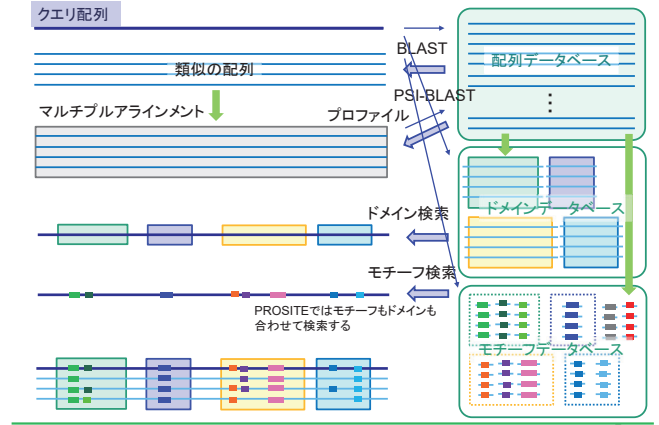 クエリ配列
BLAST
配列データベース
類似の配列
PSI-BLAST
マルチプルアラインメント
プロファイル
ドメイン検索
ドメインデータベース
モチーフ検索
PROSITEではモチーフもドメインも
合わせて検索する
モチーフデータベース